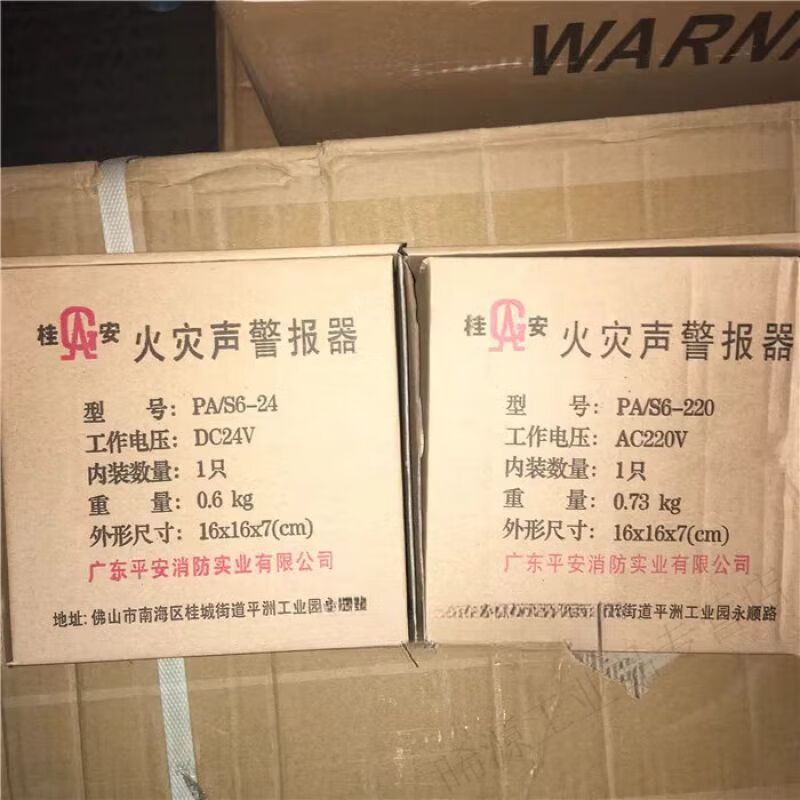 WARN
桂 安 火灾声警报器
型 号: PA/S6-24
工作电压: DC24V
内装数量: 1只
重 量: 0.6 kg
外形尺寸: 16x16x7(cm)
广东平安消防实业有限公司
地址: 佛山市南海区桂城街道平洲工业园
桂 安 火灾声警报器
型 号: PA/S6-220
工作电压: AC220V
内装数量: 1只
重 量: 0.73 kg
外形尺寸: 16x16x7(cm)
广东平安消防实业有限公司
街道平洲工业园永顺路